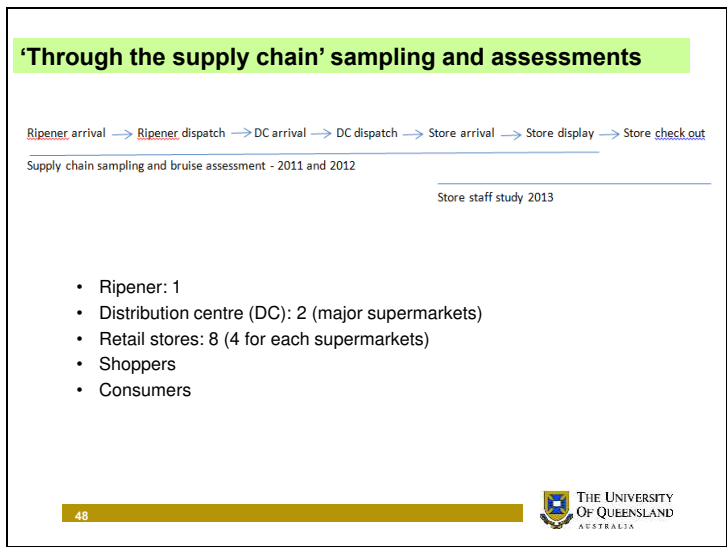 ‘Through the supply chain’ sampling and assessments
Ripener arrival → Ripener dispatch → DC arrival → DC dispatch → Store arrival → Store display → Store check out
Supply chain sampling and bruise assessment - 2011 and 2012
Store staff study 2013
• Ripener: 1
• Distribution centre (DC): 2 (major supermarkets)
• Retail stores: 8 (4 for each supermarkets)
• Shoppers
• Consumers
48
THE UNIVERSITY
OF QUEENSLAND
AUSTRALIA